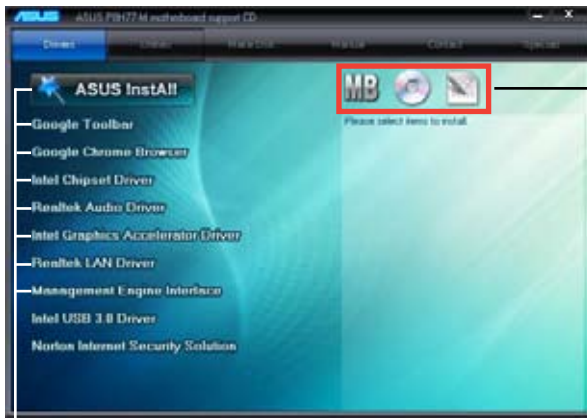 ASUS ASUS P8H77-M motherboard support CD
Drivers Utilities Make Disk Manual Contact Specials
ASUS InstAll
MB
Please select items to install.
Google Toolbar
Google Chrome Browser
Intel Chipset Driver
Realtek Audio Driver
Intel Graphics Accelerator Driver
Realtek LAN Driver
Management Engine Interface
Intel USB 3.0 Driver
Norton Internet Security Solution